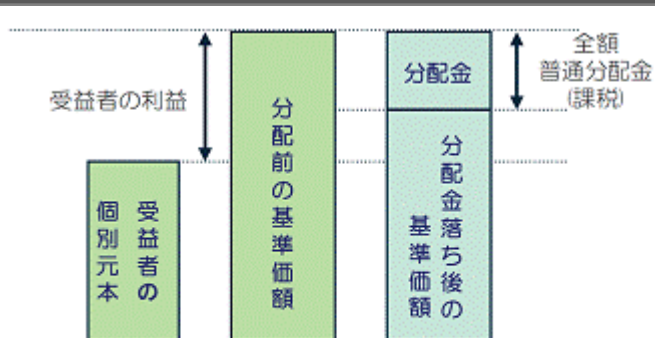 受益者の利益
受益者の
個別元本
分配前の基準価額
分配金
分配金落ち後の
基準価額
全額
普通分配金
(課税)